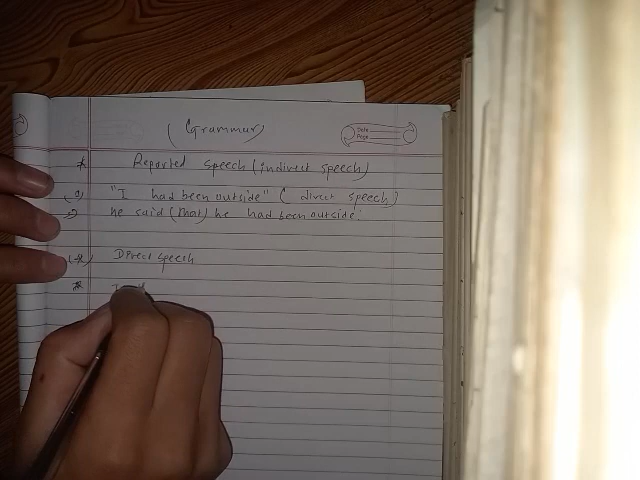 (Grammar)
Date
Page
* Reported speech (indirect speech)
"I had been outside" (direct speech)
he said (that) he had been outside.
(*) Direct speech
*